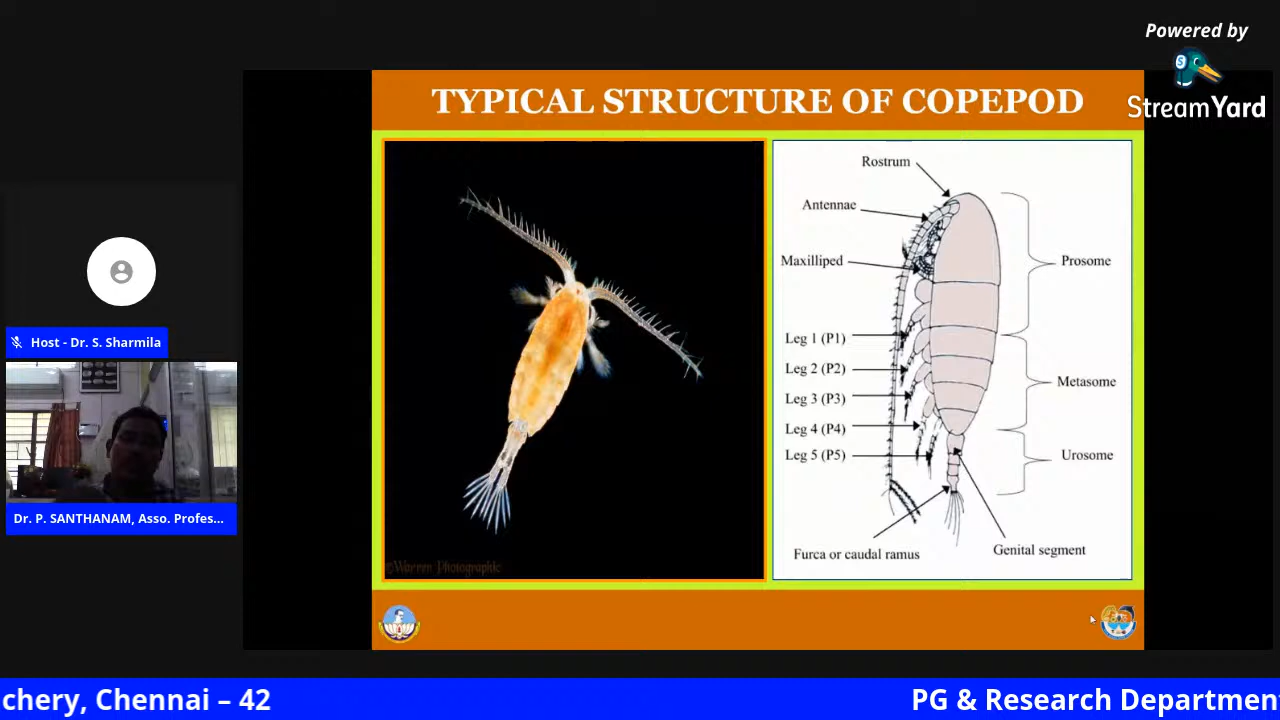 Powered by
StreamYard
TYPICAL STRUCTURE OF COPEPOD
Rostrum
Antennae
Maxilliped
Prosome
Leg 1 (P1)
Leg 2 (P2)
Leg 3 (P3)
Metasome
Leg 4 (P4)
Leg 5 (P5)
Urosome
Furca or caudal ramus
Genital segment
©Warren Photographic
Host - Dr. S. Sharmila
Dr. P. SANTHANAM, Asso. Profes...
chery, Chennai – 42
PG & Research Departmen